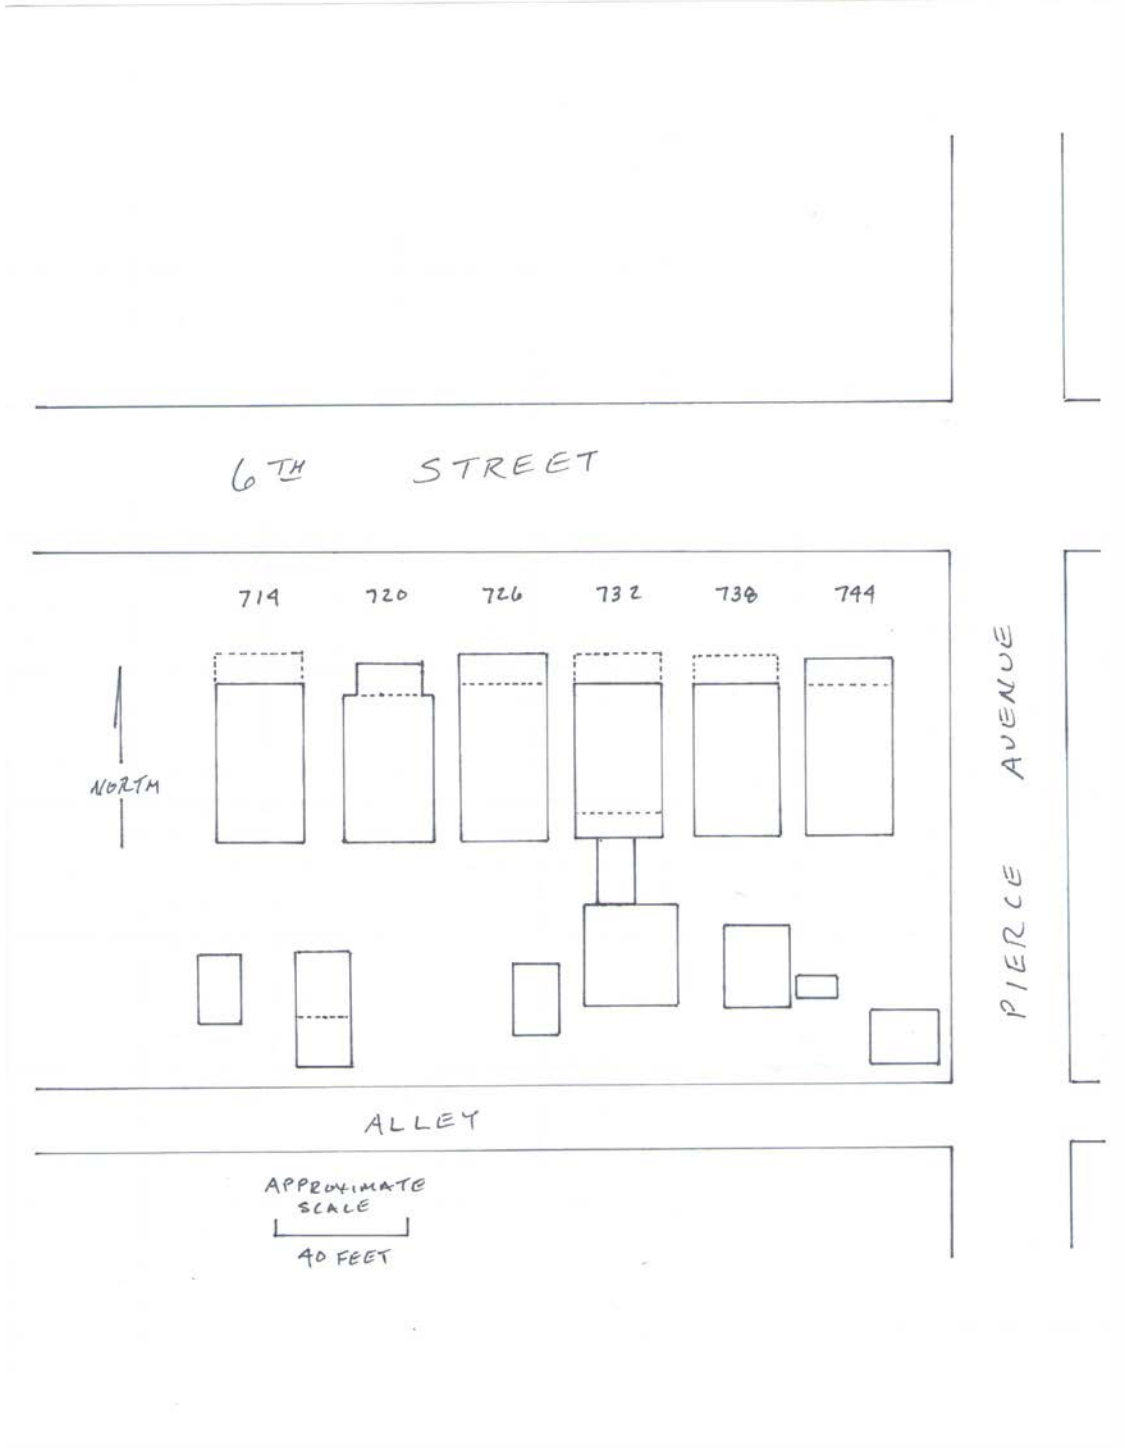 6TH STREET
714 720 726 732 738 744
NORTH
PIERCE AVENUE
ALLEY
APPROXIMATE
SCALE
40 FEET